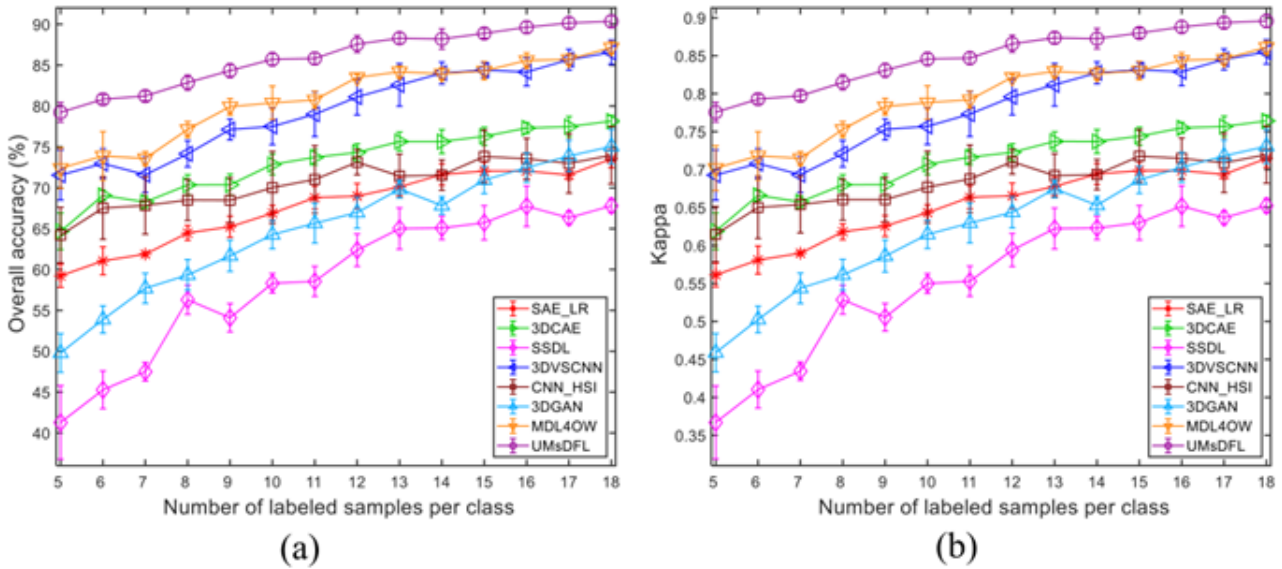 90
85
80
75
70
65
60
55
50
45
40
Overall accuracy (%)
SAE_LR
3DCAE
SSDL
3DVSCNN
CNN_HSI
3DGAN
MDL4OW
UMsDFL
5 6 7 8 9 10 11 12 13 14 15 16 17 18
Number of labeled samples per class
(a)
0.9
0.85
0.8
0.75
0.7
0.65
0.6
0.55
0.5
0.45
0.4
0.35
Kappa
SAE_LR
3DCAE
SSDL
3DVSCNN
CNN_HSI
3DGAN
MDL4OW
UMsDFL
5 6 7 8 9 10 11 12 13 14 15 16 17 18
Number of labeled samples per class
(b)